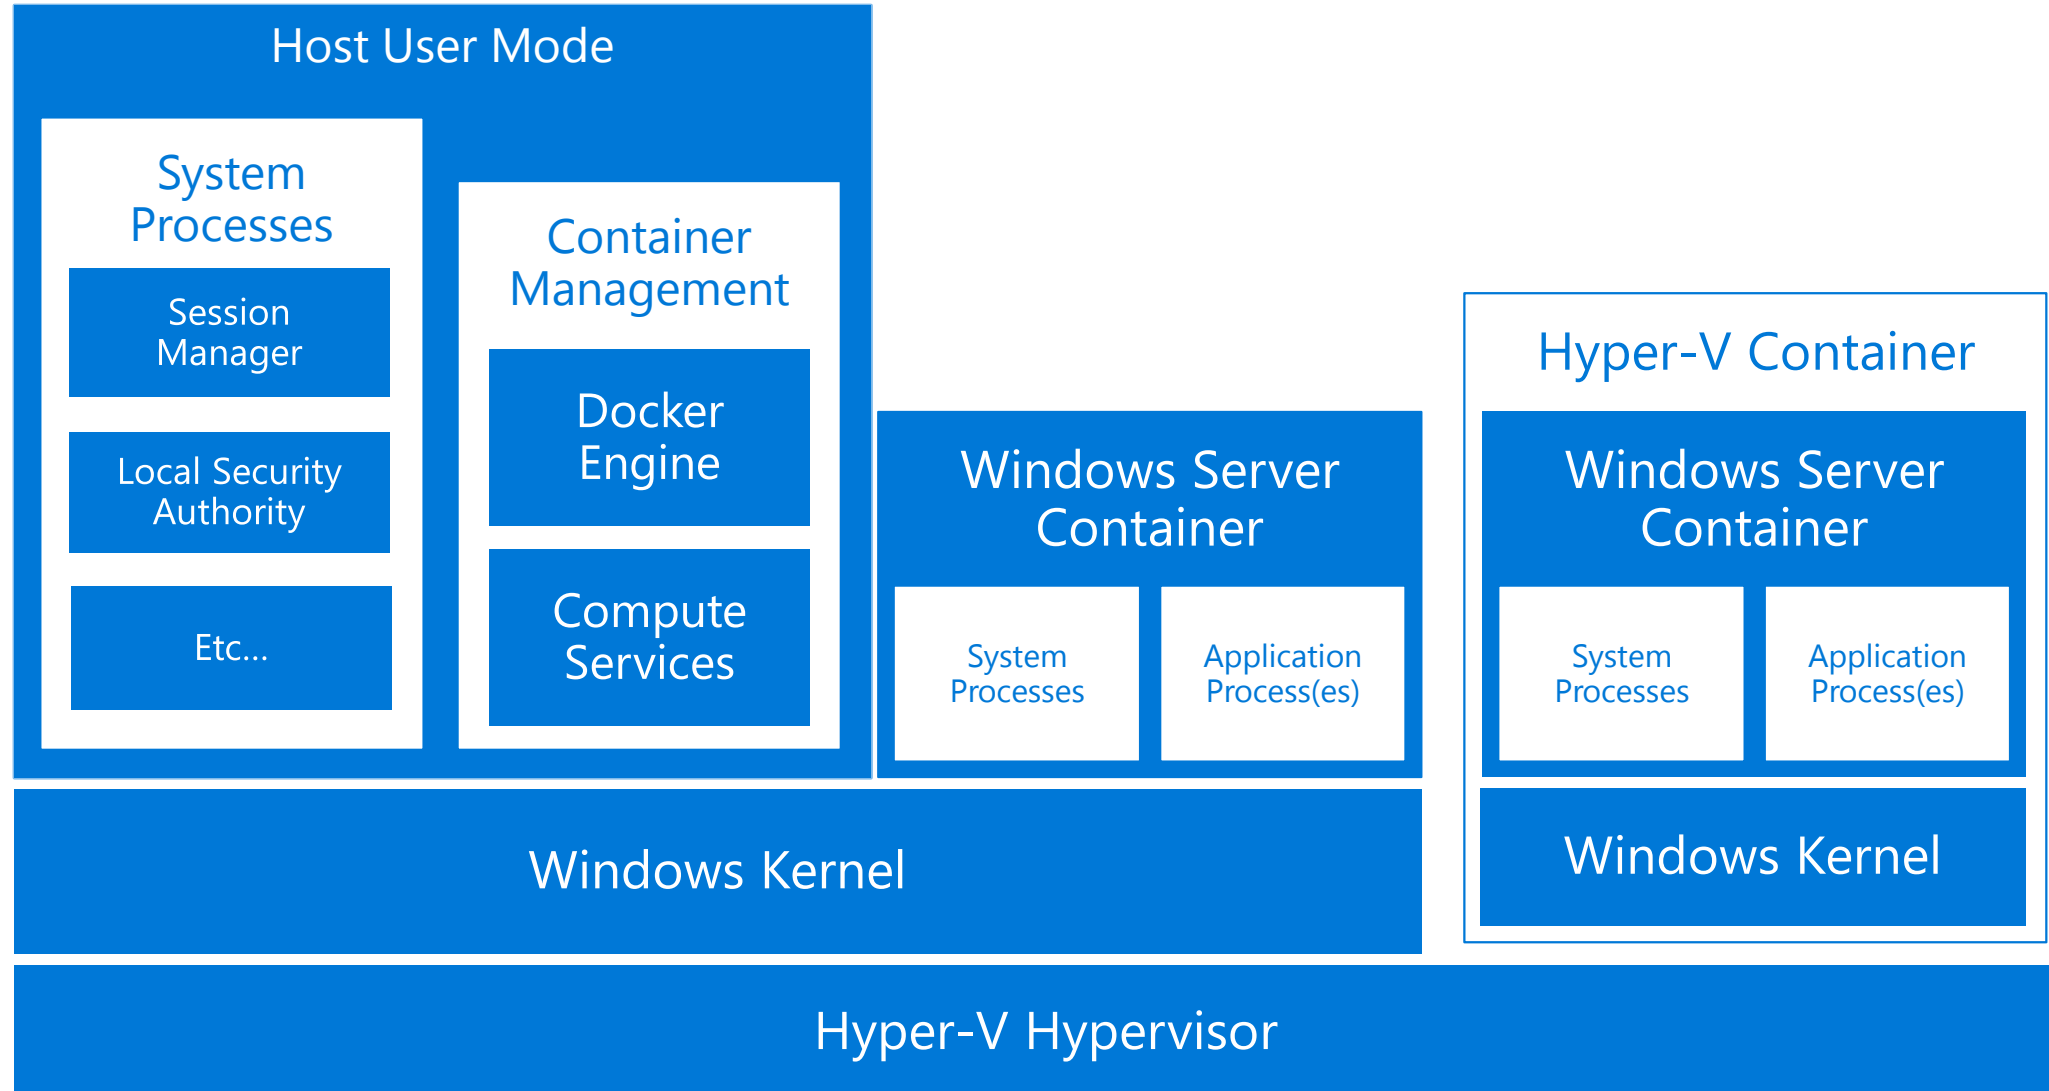 Host User Mode
System
Processes
Session
Manager
Local Security
Authority
Etc...
Container
Management
Docker
Engine
Compute
Services
Windows Server
Container
System
Processes
Application
Process(es)
Hyper-V Container
Windows Server
Container
System
Processes
Application
Process(es)
Windows Kernel
Windows Kernel
Hyper-V Hypervisor